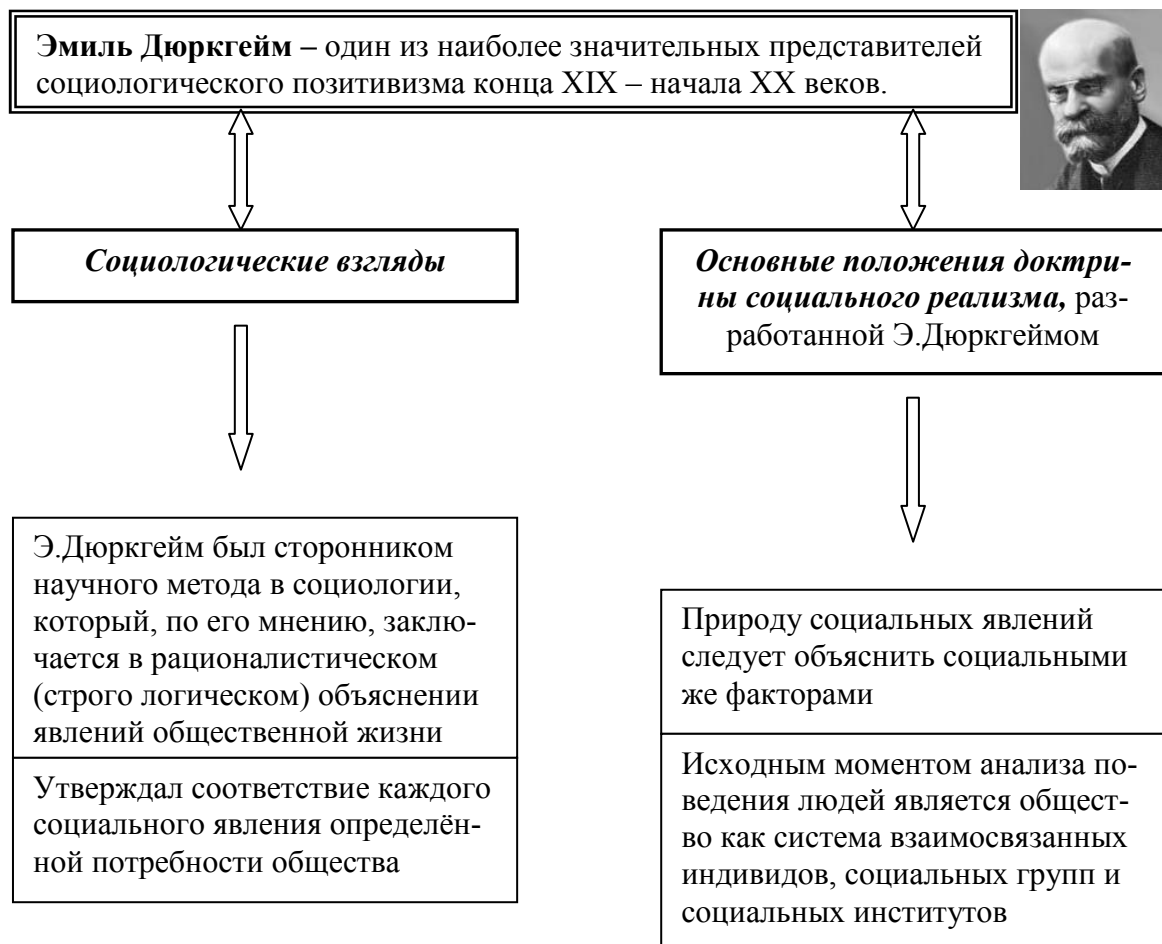 Эмиль Дюркгейм – один из наиболее значительных представителей
социологического позитивизма конца XIX – начала XX веков.
Социологические взгляды
Э.Дюркгейм был сторонником
научного метода в социологии,
который, по его мнению, заклю-
чается в рационалистическом
(строго логическом) объяснении
явлений общественной жизни
Утверждал соответствие каждого
социального явления определён-
ной потребности общества
Основные положения доктри-
ны социального реализма, раз-
работанной Э.Дюркгеймом
Природу социальных явлений
следует объяснить социальными
же факторами
Исходным моментом анализа по-
ведения людей является общест-
во как система взаимосвязанных
индивидов, социальных групп и
социальных институтов